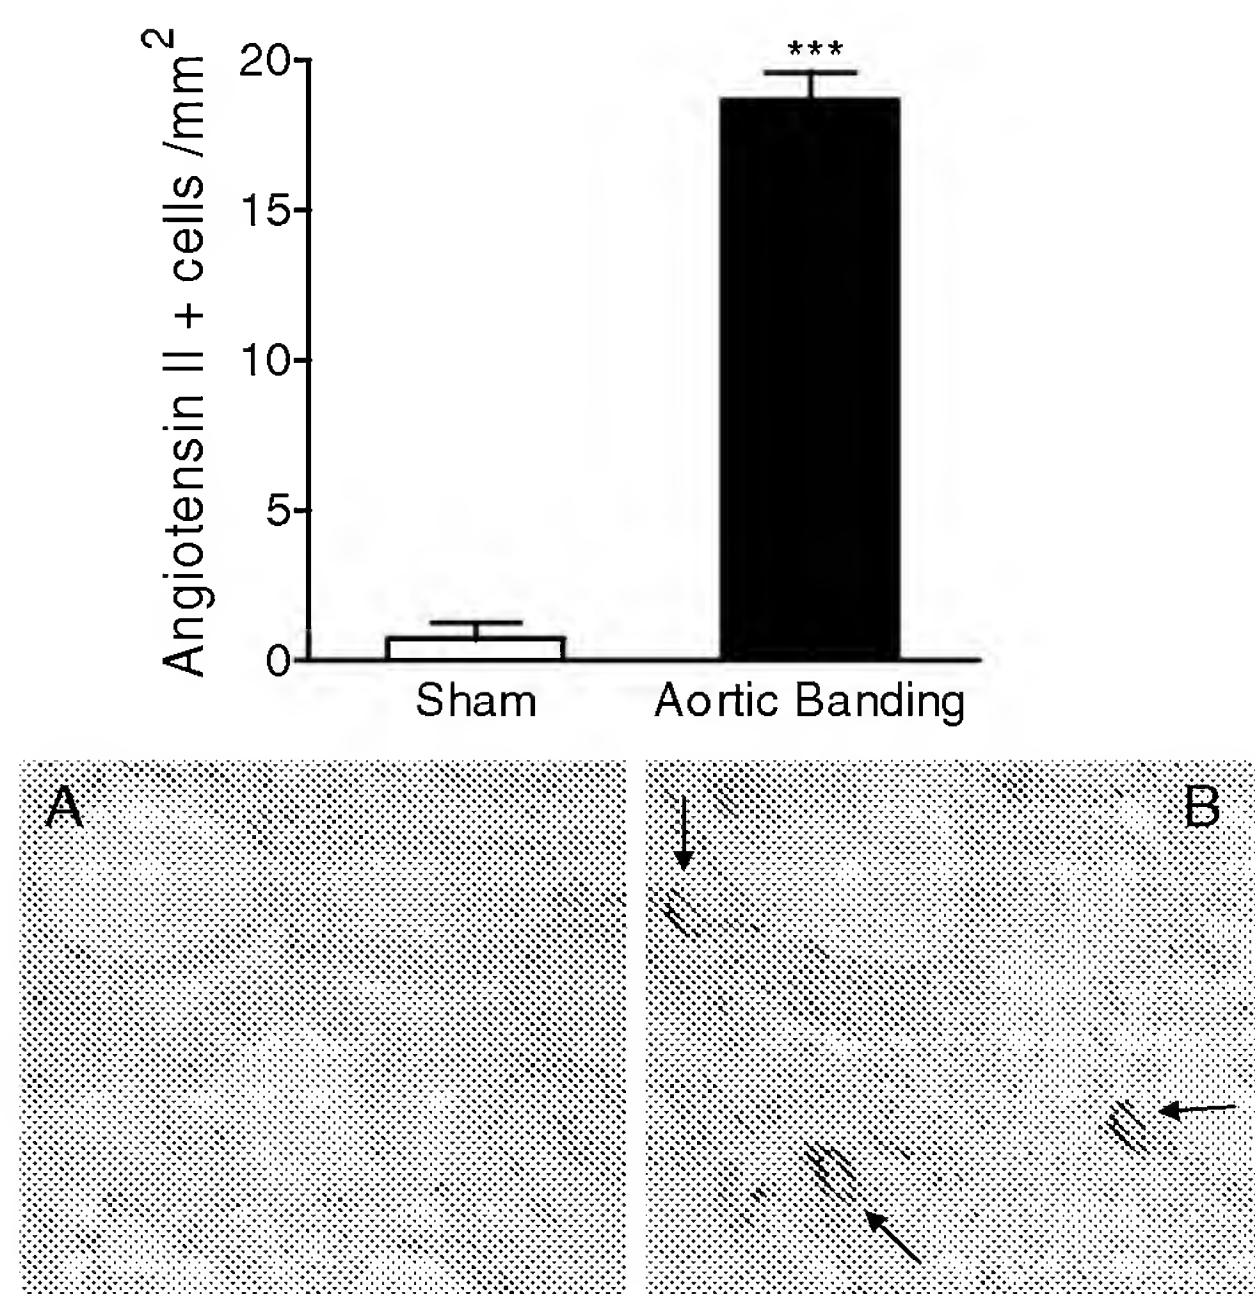 Angiotensin II + cells /mm²
20
15
10
5
0
***
Sham
Aortic Banding
A
B